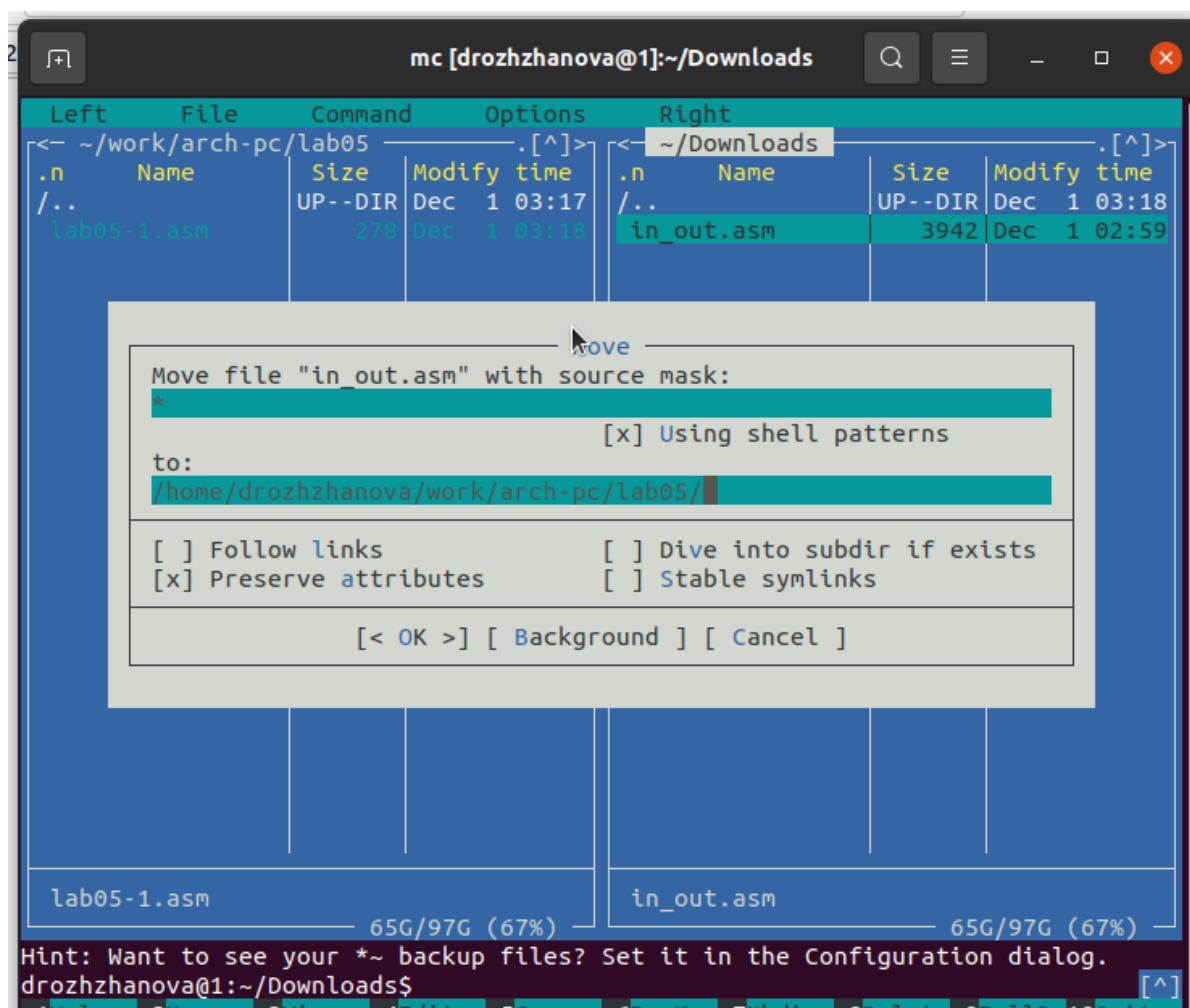 2
mc [drozhzhanova@1]:~/Downloads
Left File Command Options Right
<─ ~/work/arch-pc/lab05 ─.[^]>
.n Name Size Modify time
/.. UP--DIR Dec 1 03:17
lab05-1.asm 278 Dec 1 03:18
<─ ~/Downloads ─.[^]>
.n Name Size Modify time
/.. UP--DIR Dec 1 03:18
in_out.asm 3942 Dec 1 02:59
Move file "in_out.asm" with source mask:
*
[x] Using shell patterns
to:
/home/drozhzhanova/work/arch-pc/lab05/
[ ] Follow links [ ] Dive into subdir if exists
[x] Preserve attributes [ ] Stable symlinks
[< OK >] [ Background ] [ Cancel ]
lab05-1.asm
65G/97G (67%)
in_out.asm
65G/97G (67%)
Hint: Want to see your *~ backup files? Set it in the Configuration dialog.
drozhzhanova@1:~/Downloads$ [^]